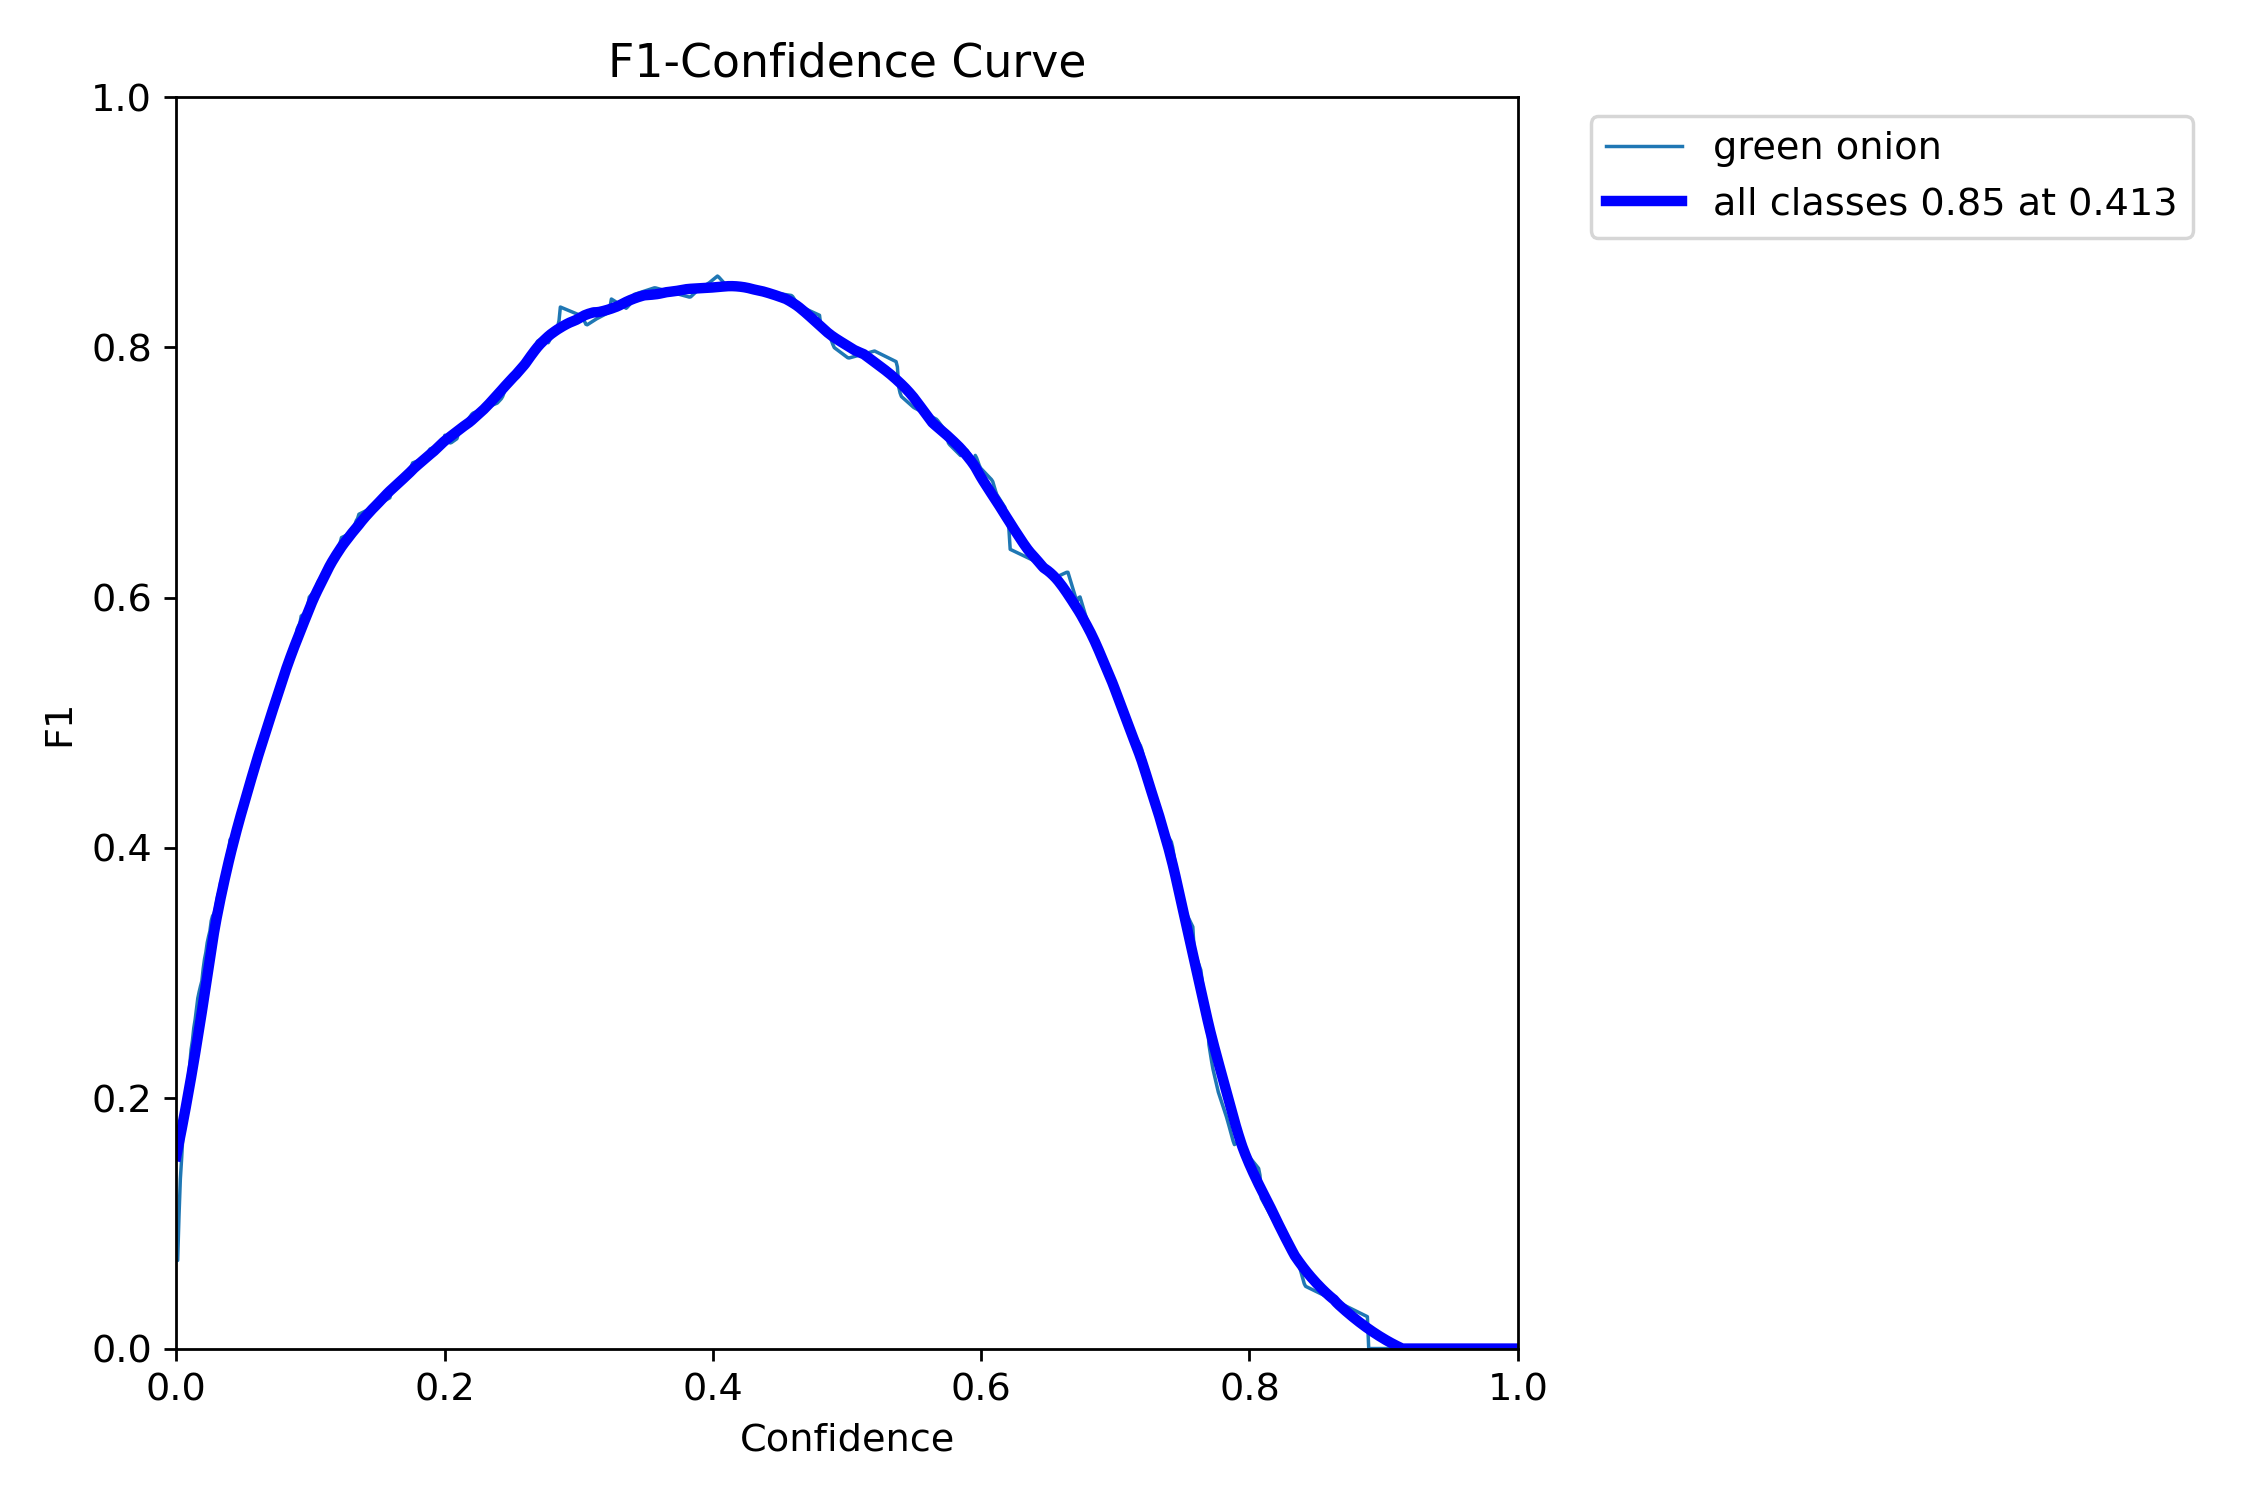 F1-Confidence Curve
1.0
0.8
0.6
0.4
0.2
0.0
F1
0.0 0.2 0.4 0.6 0.8 1.0
Confidence
green onion
all classes 0.85 at 0.413